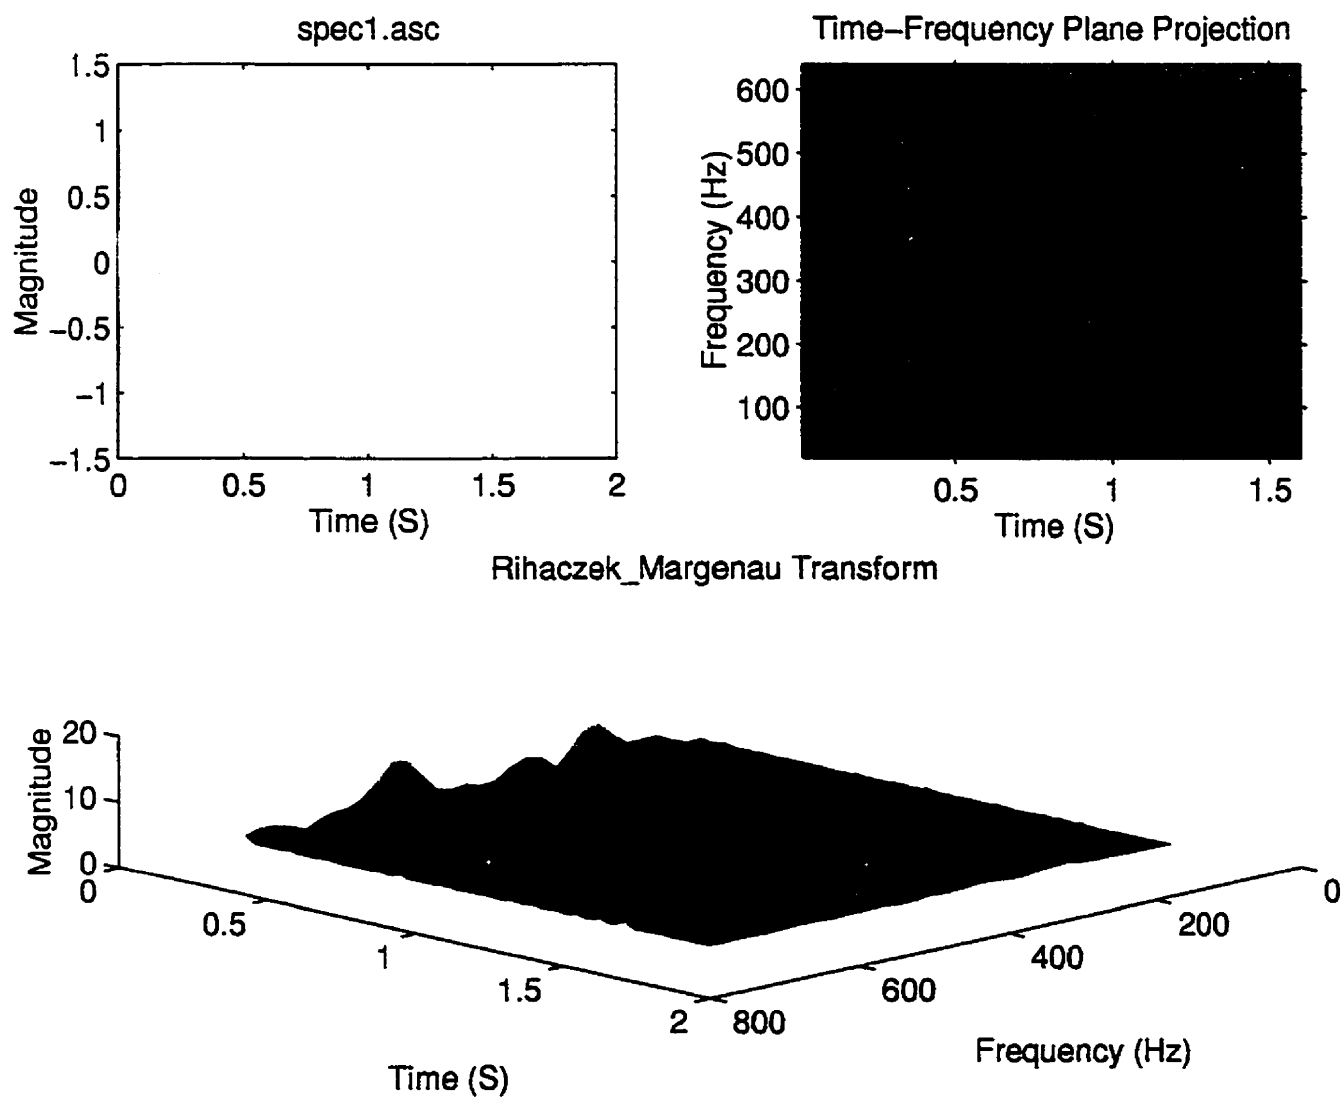 spec1.asc
Time-Frequency Plane Projection
1.5
1
0.5
0
-0.5
-1
-1.5
Magnitude
0 0.5 1 1.5 2
Time (S)
600
500
400
300
200
100
Frequency (Hz)
0.5 1 1.5
Time (S)
Rihaczek_Margenau Transform
20
10
0
Magnitude
0
0.5
1
1.5
2
Time (S)
800
600
400
200
0
Frequency (Hz)